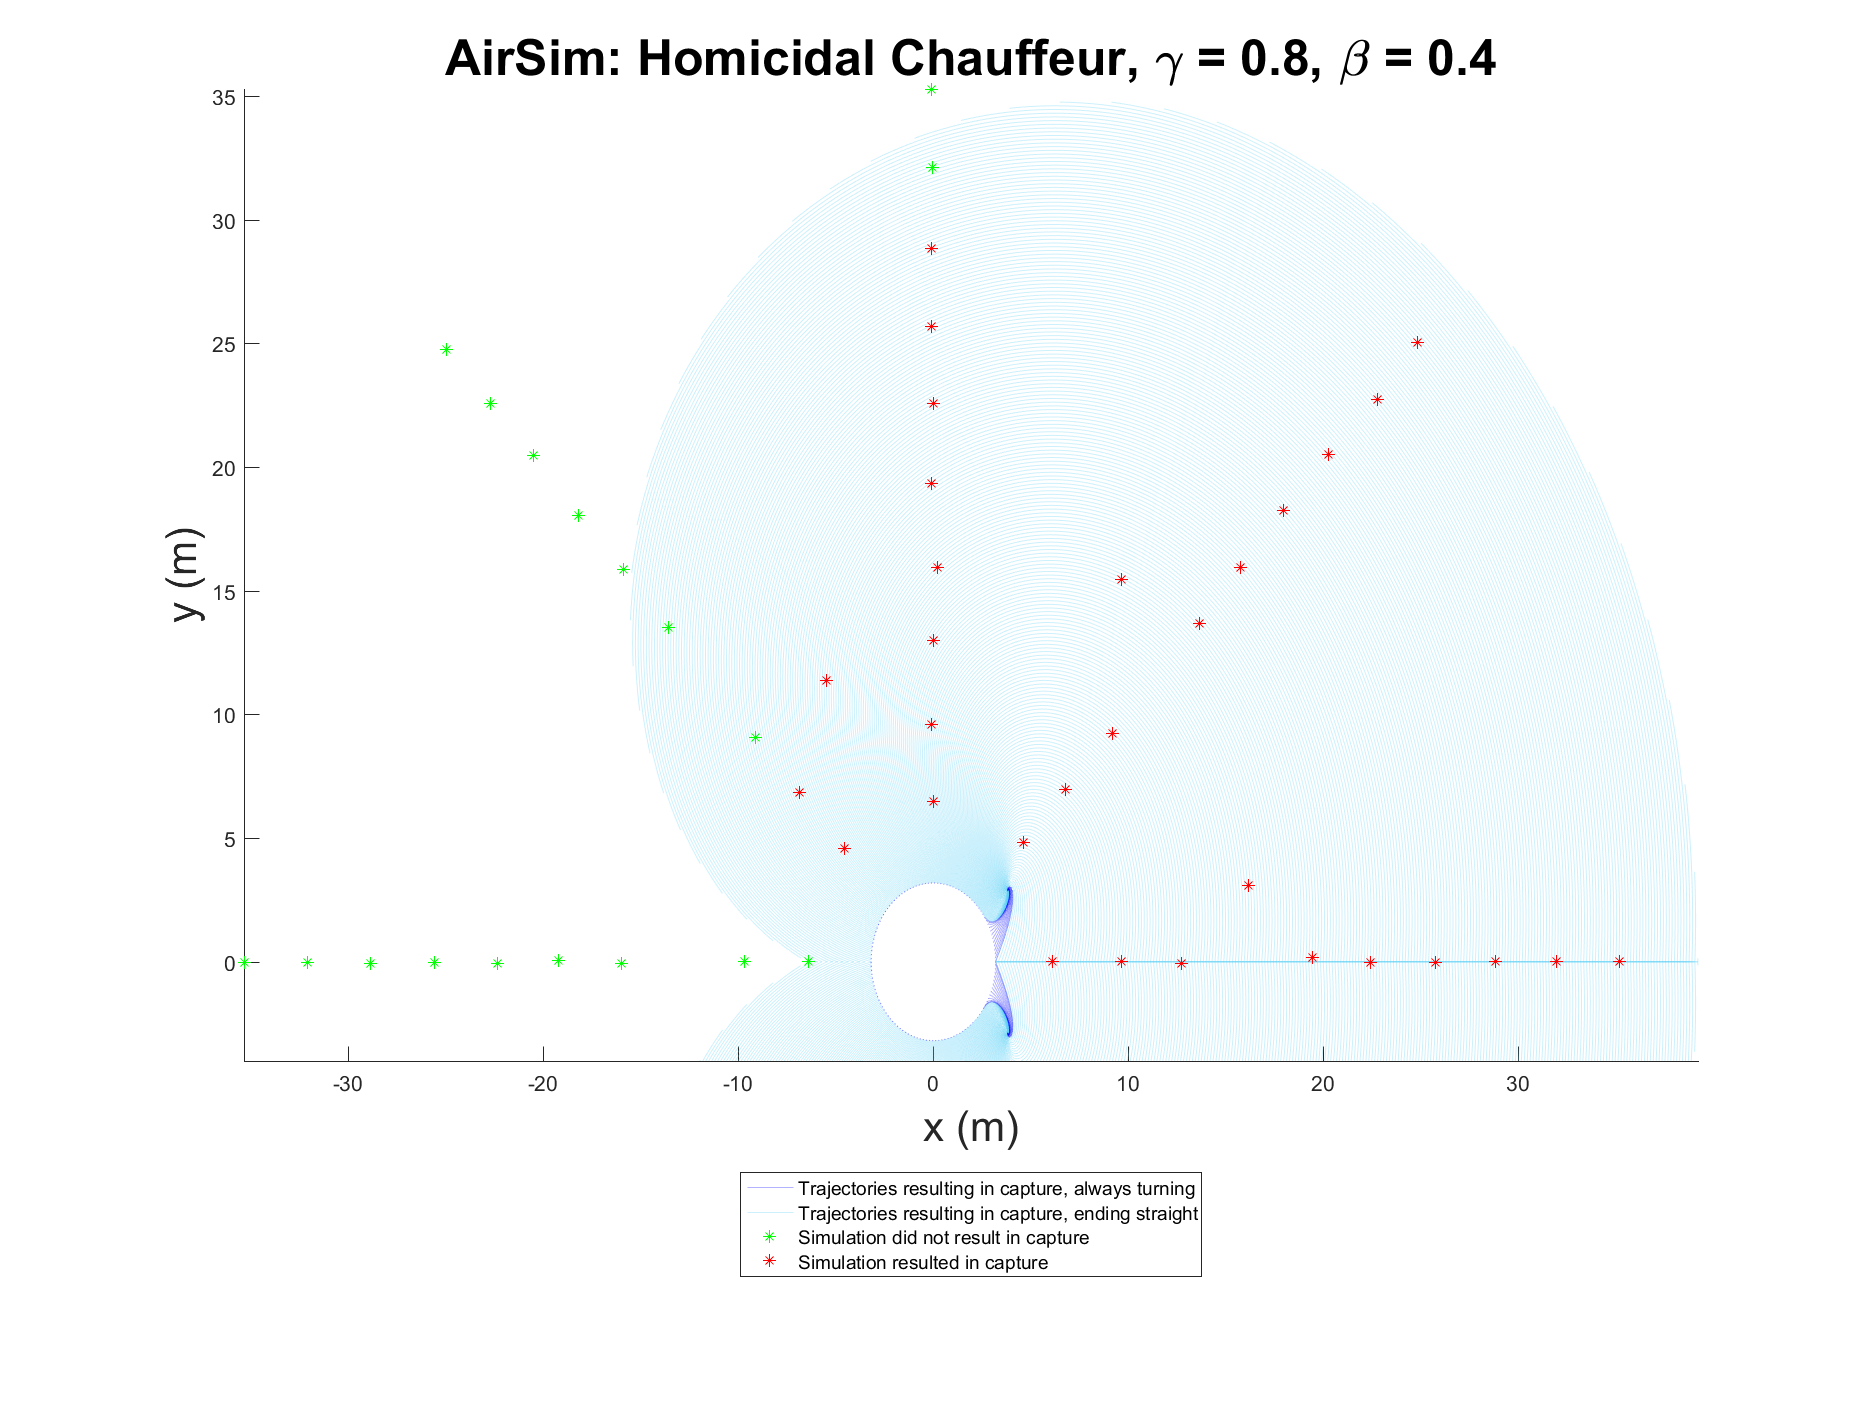 AirSim: Homicidal Chauffeur, γ = 0.8, β = 0.4
35
30
25
20
15
10
5
0
y (m)
-30 -20 -10 0 10 20 30
x (m)
Trajectories resulting in capture, always turning
Trajectories resulting in capture, ending straight
Simulation did not result in capture
Simulation resulted in capture